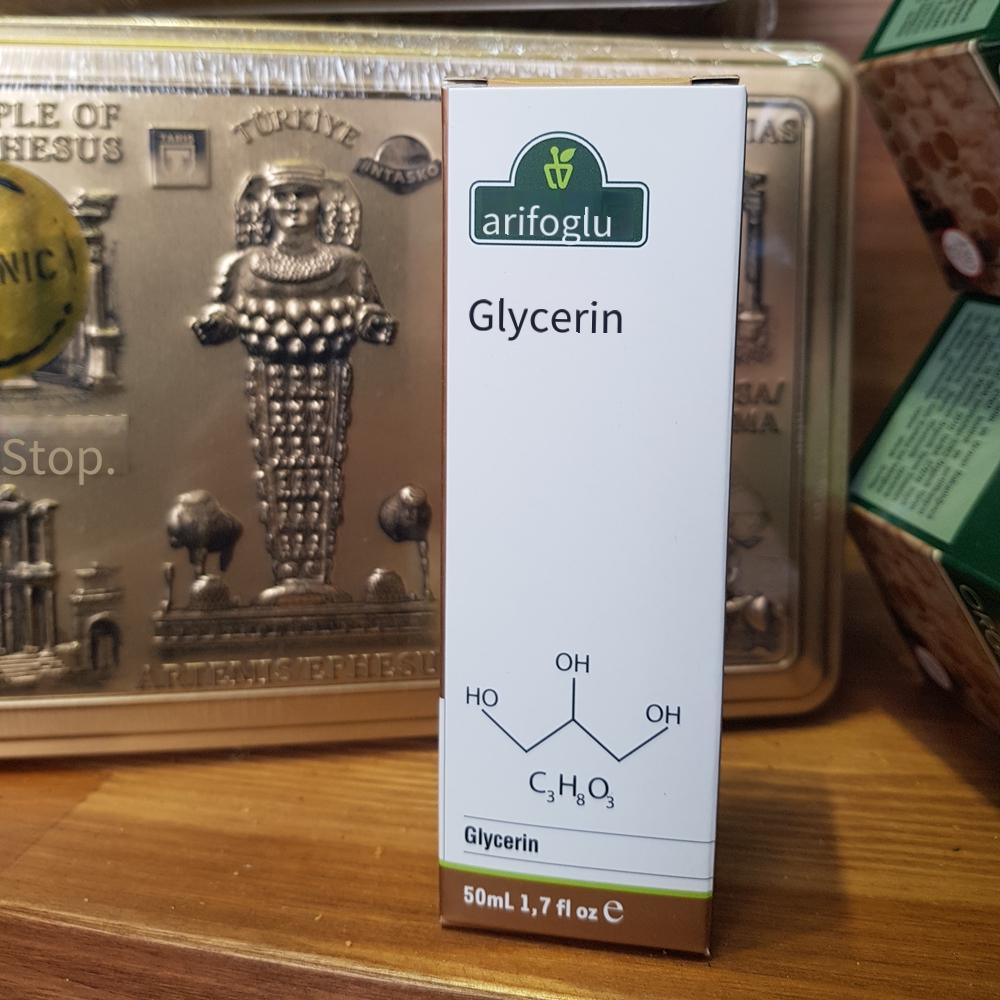 PLE OF
HESUS
TÜRKİYE
NIC
Stop.
ARTEMIS/EPHESU
arifoglu
Glycerin
OH
HO
OH
C3H8O3
Glycerin
50mL 1,7 fl oz e